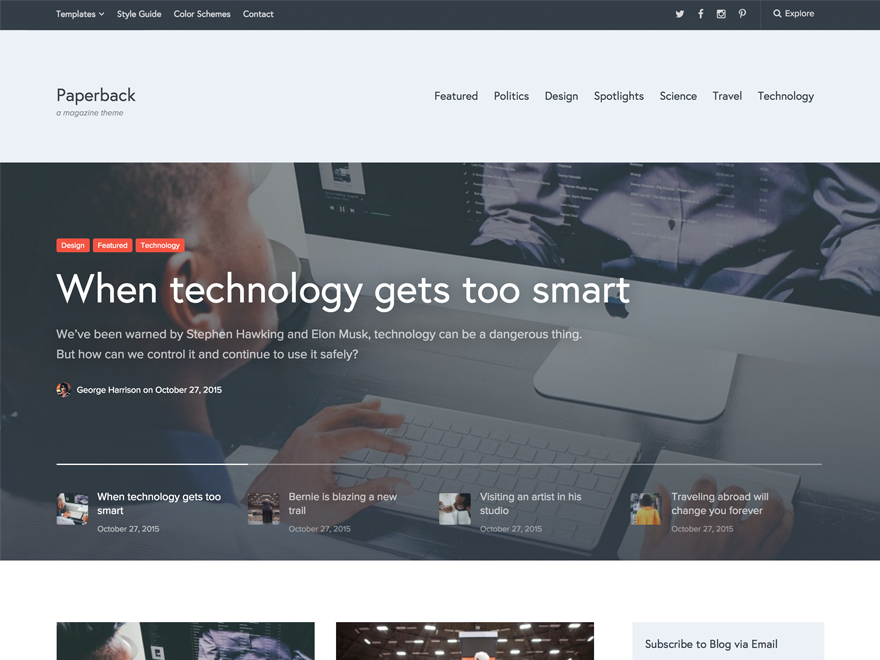 Templates
Style Guide
Color Schemes
Contact
Explore
Paperback
a magazine theme
Featured
Politics
Design
Spotlights
Science
Travel
Technology
Design
Featured
Technology
When technology gets too smart
We've been warned by Stephen Hawking and Elon Musk, technology can be a dangerous thing.
But how can we control it and continue to use it safely?
George Harrison on October 27, 2015
When technology gets too
smart
October 27, 2015
Bernie is blazing a new
trail
October 27, 2015
Visiting an artist in his
studio
October 27, 2015
Traveling abroad will
change you forever
October 27, 2015
Subscribe to Blog via Email